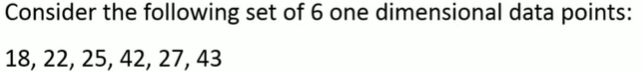 Consider the following set of 6 one dimensional data points:
18, 22, 25, 42, 27, 43